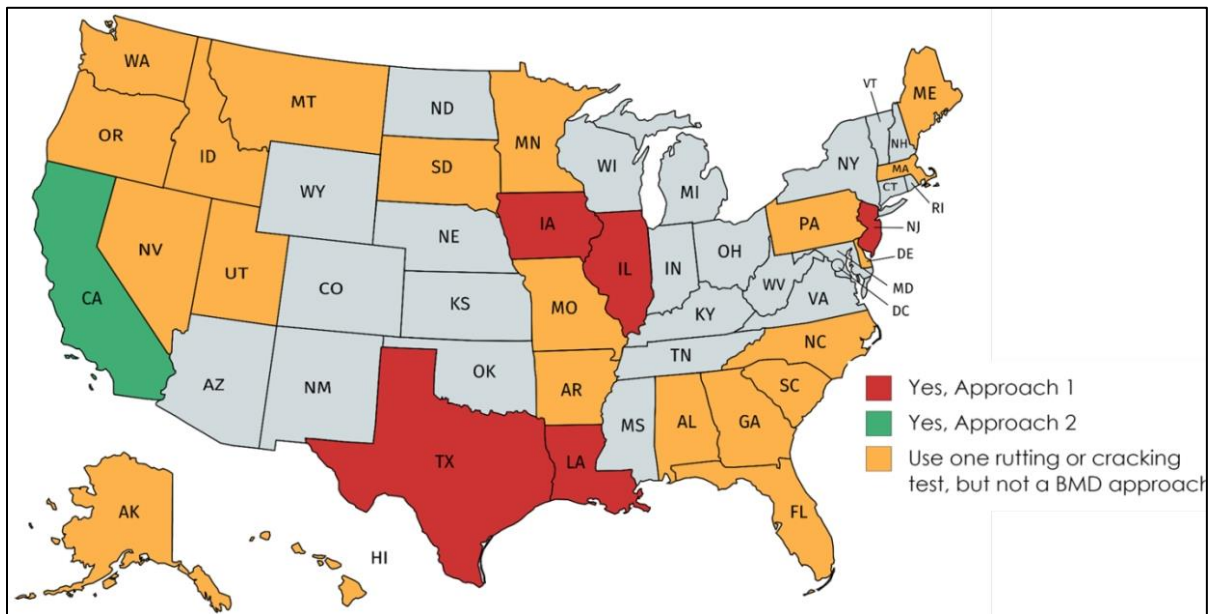 WA
MT
ND
MN
VT
ME
OR
ID
SD
WI
NY
NH
MA
WY
MI
CT
RI
IA
PA
NJ
NE
NV
UT
IL
IN
OH
DE
CA
CO
WV
MD
KS
MO
VA
DC
KY
NC
TN
AZ
NM
OK
AR
SC
MS
AL
GA
TX
LA
FL
AK
HI
Yes, Approach 1
Yes, Approach 2
Use one rutting or cracking
test, but not a BMD approach